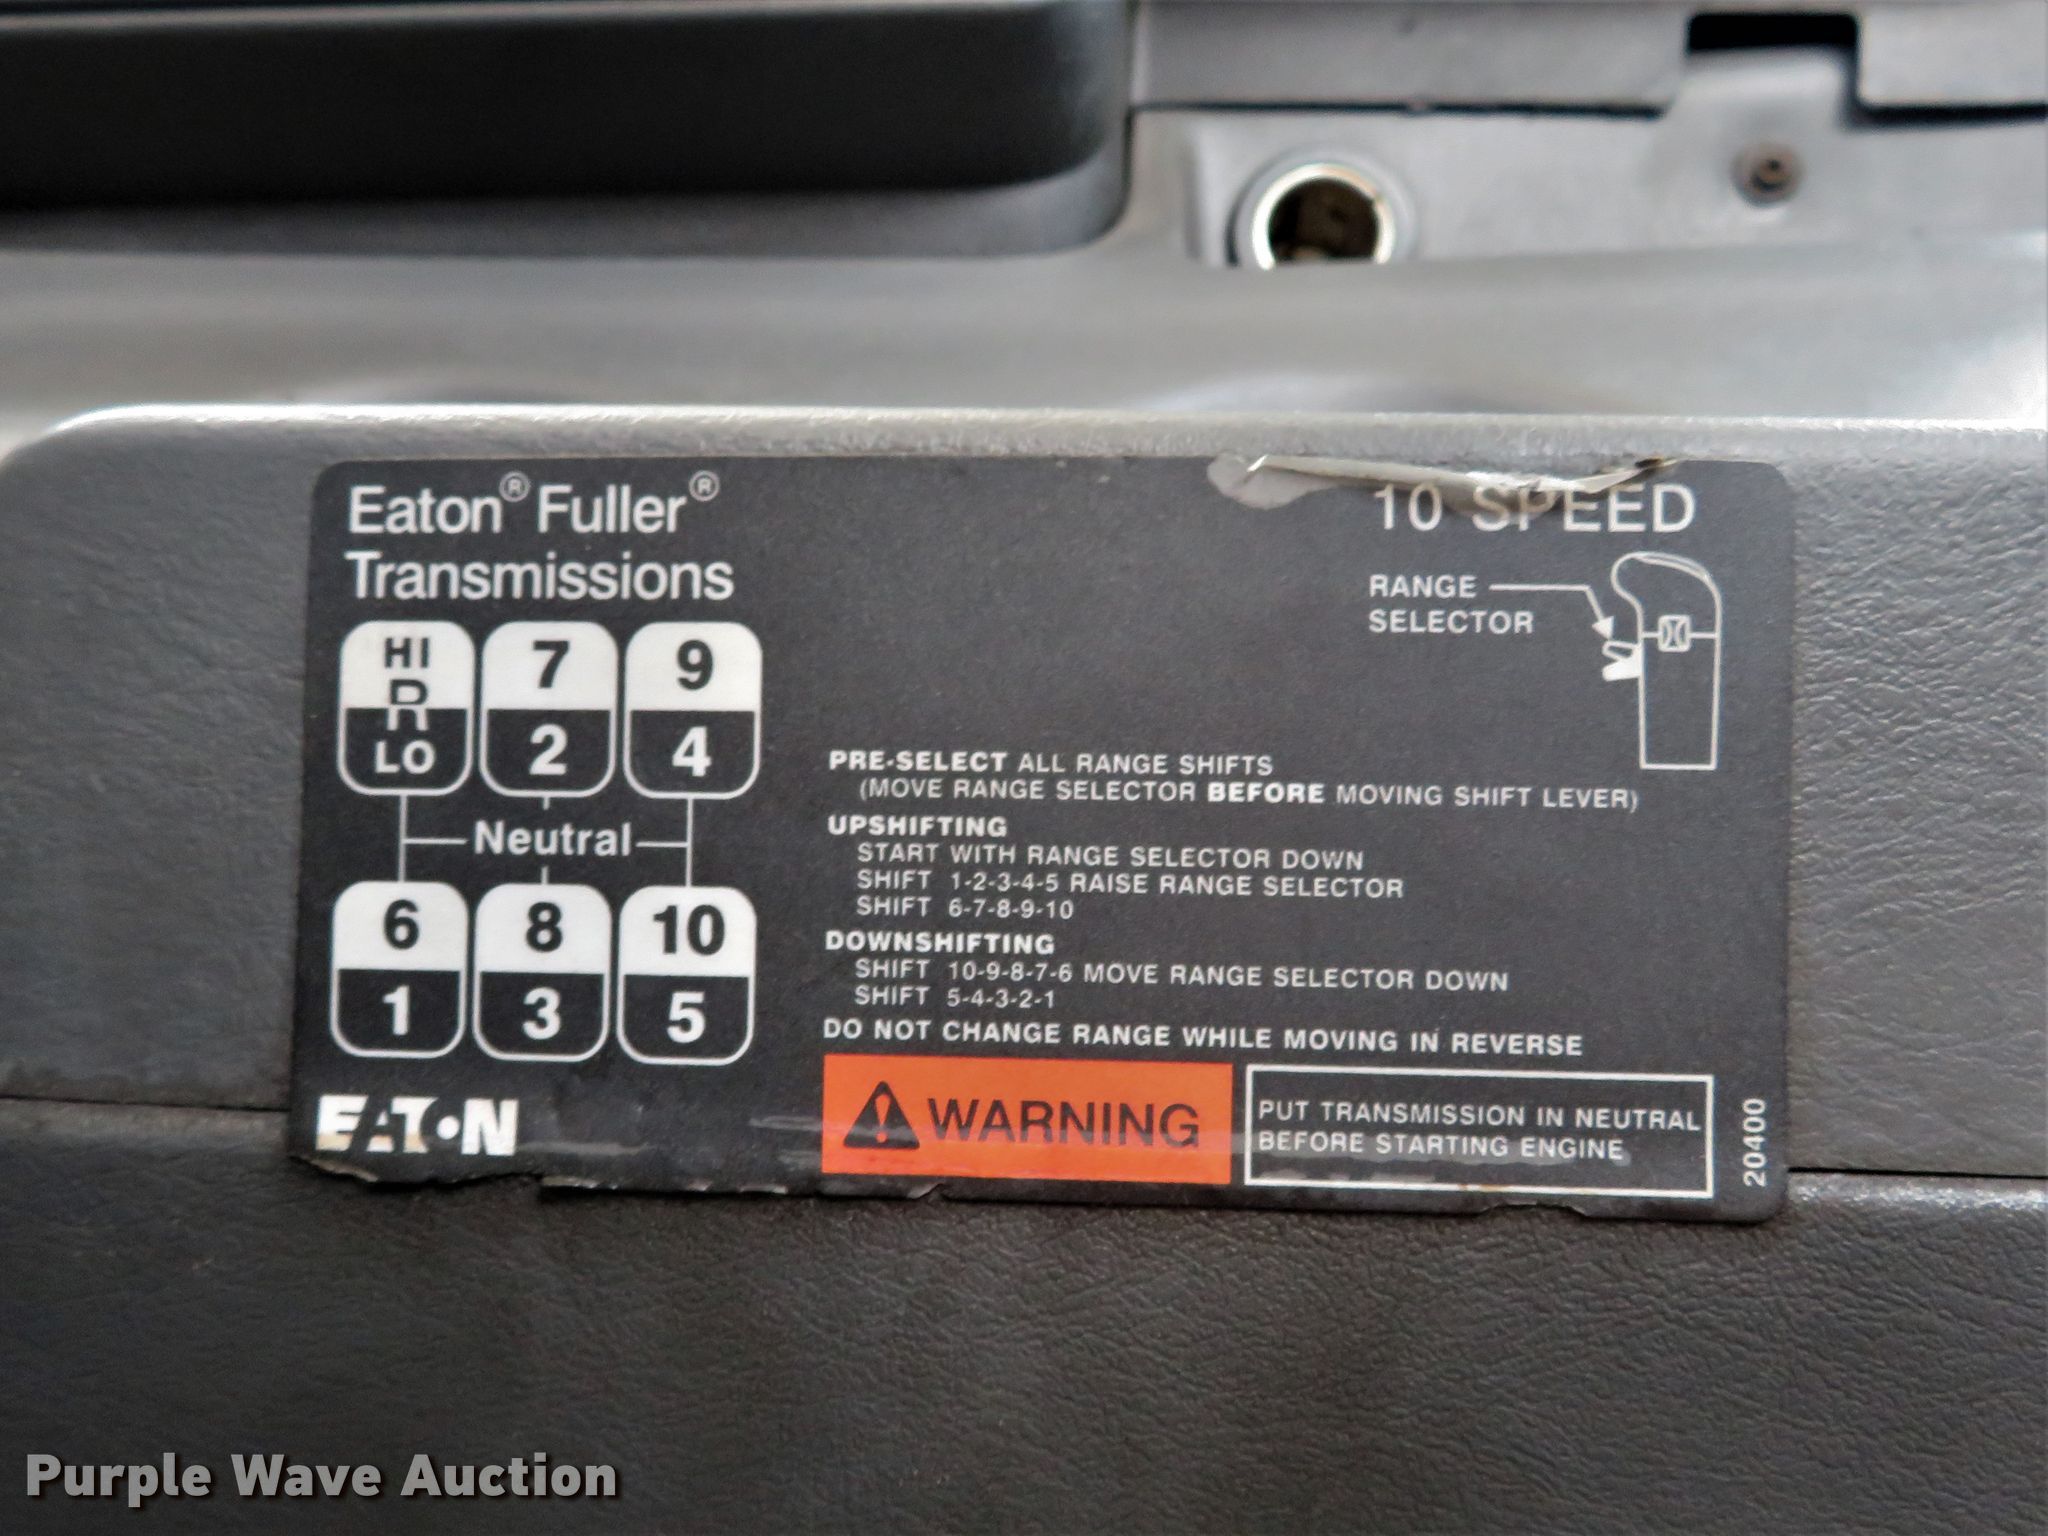 Eaton® Fuller®
Transmissions
10 SPEED
RANGE
SELECTOR
HI
R
LO
7
2
9
4
Neutral
6
1
8
3
10
5
EATON
PRE-SELECT ALL RANGE SHIFTS
(MOVE RANGE SELECTOR BEFORE MOVING SHIFT LEVER)
UPSHIFTING
START WITH RANGE SELECTOR DOWN
SHIFT 1-2-3-4-5 RAISE RANGE SELECTOR
SHIFT 6-7-8-9-10
DOWNSHIFTING
SHIFT 10-9-8-7-6 MOVE RANGE SELECTOR DOWN
SHIFT 5-4-3-2-1
DO NOT CHANGE RANGE WHILE MOVING IN REVERSE
WARNING
PUT TRANSMISSION IN NEUTRAL
BEFORE STARTING ENGINE
20400
Purple Wave Auction